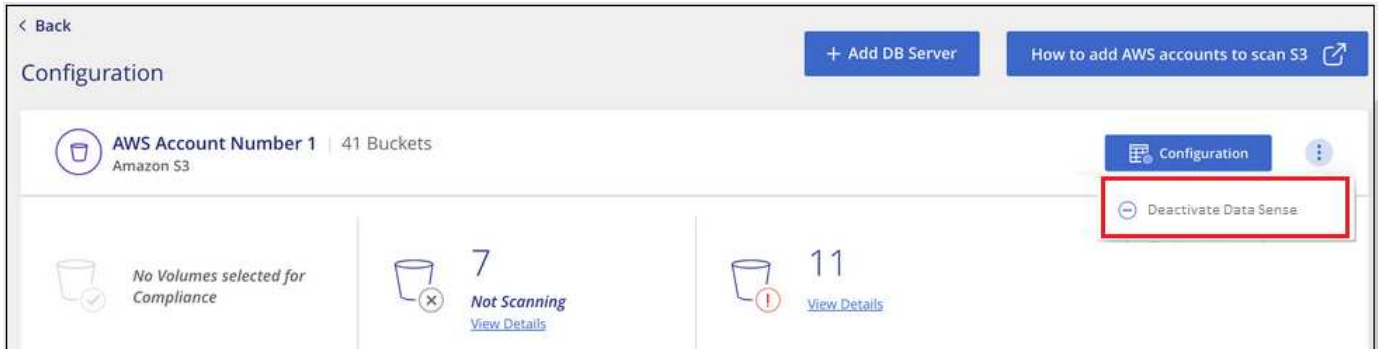 < Back
Configuration
+ Add DB Server
How to add AWS accounts to scan S3
AWS Account Number 1 | 41 Buckets
Amazon S3
Configuration
Deactivate Data Sense
No Volumes selected for
Compliance
7
Not Scanning
View Details
11
View Details